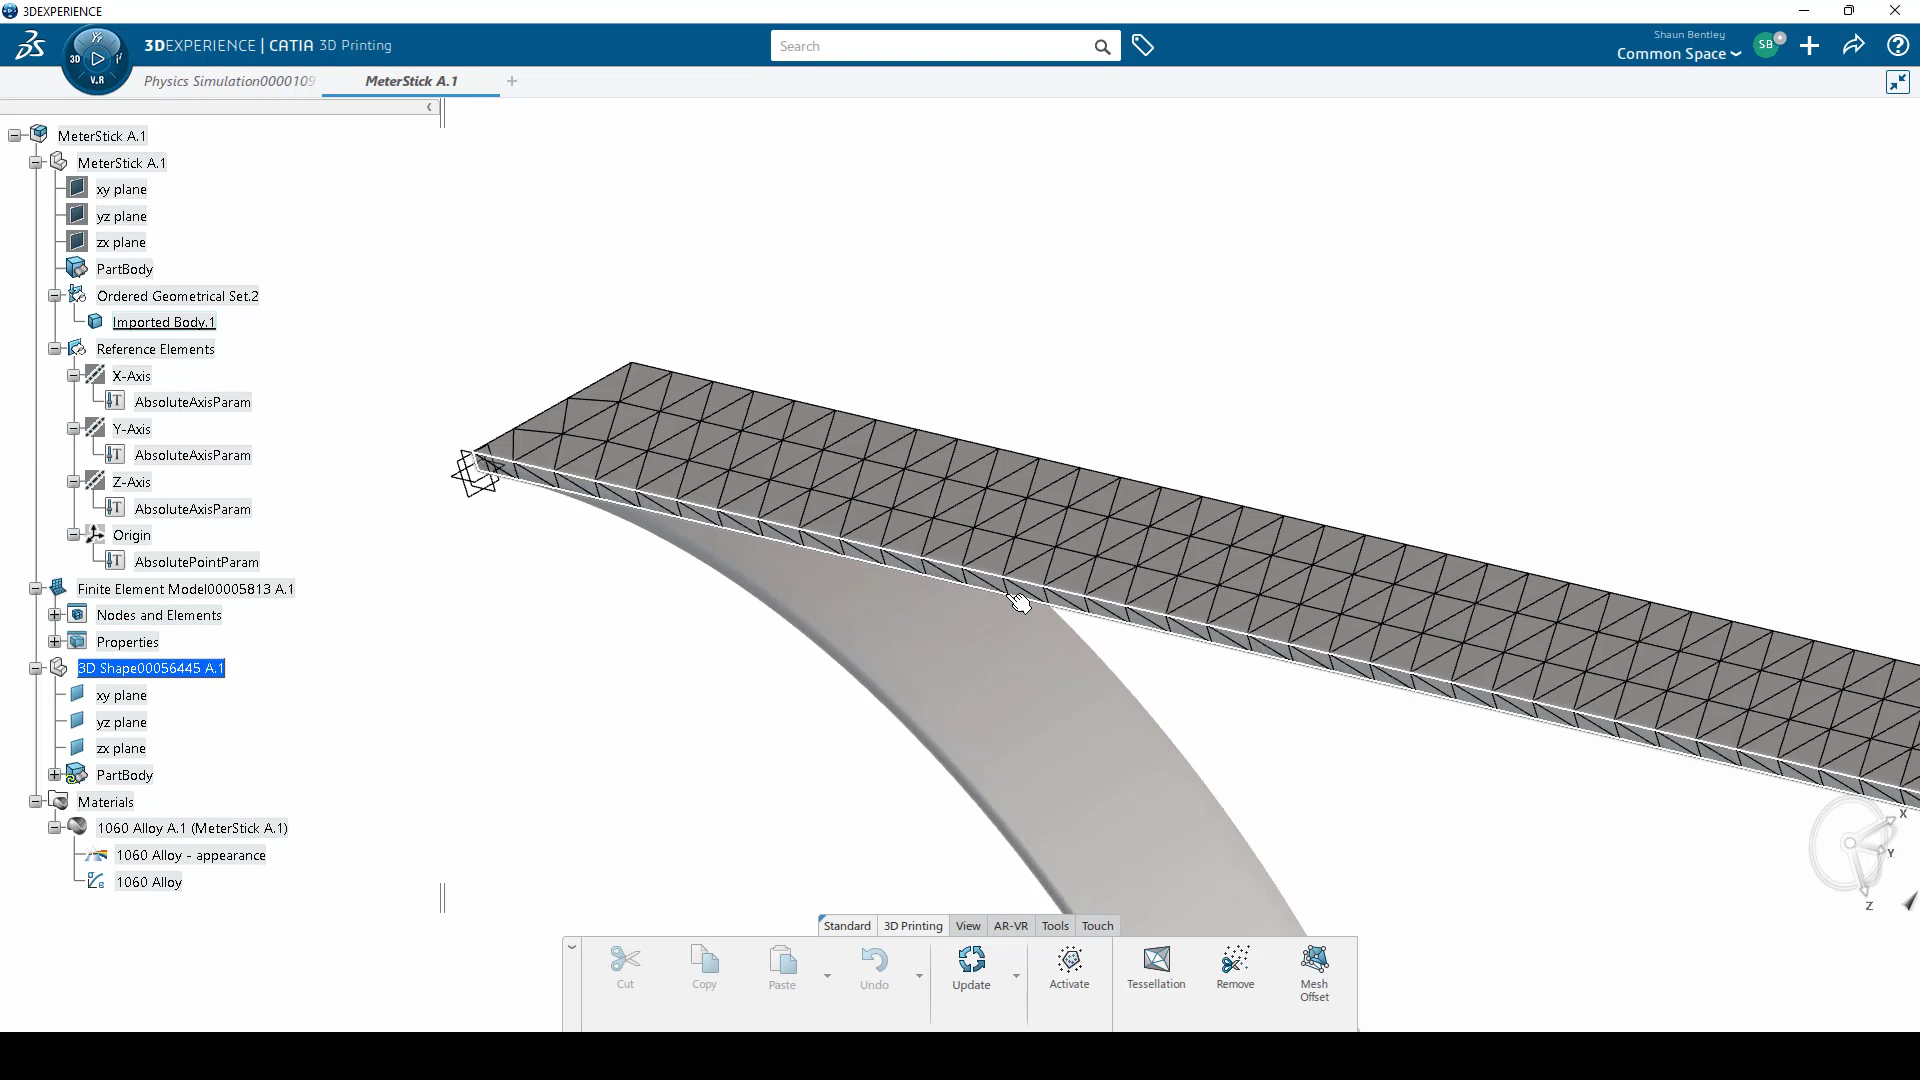 3DEXPERIENCE
3DEXPERIENCE | CATIA 3D Printing
Search
Shaun Bentley
Common Space
SB
3D
V.R
Physics Simulation0000109
MeterStick A.1
MeterStick A.1
MeterStick A.1
xy plane
yz plane
zx plane
PartBody
Ordered Geometrical Set.2
Imported Body.1
Reference Elements
X-Axis
AbsoluteAxisParam
Y-Axis
AbsoluteAxisParam
Z-Axis
AbsoluteAxisParam
Origin
AbsolutePointParam
Finite Element Model00005813 A.1
Nodes and Elements
Properties
3D Shape00056445 A.1
xy plane
yz plane
zx plane
PartBody
Materials
1060 Alloy A.1 (MeterStick A.1)
1060 Alloy - appearance
1060 Alloy
X
Y
Z
Standard
3D Printing
View
AR-VR
Tools
Touch
Cut
Copy
Paste
Undo
Update
Activate
Tessellation
Remove
Mesh
Offset